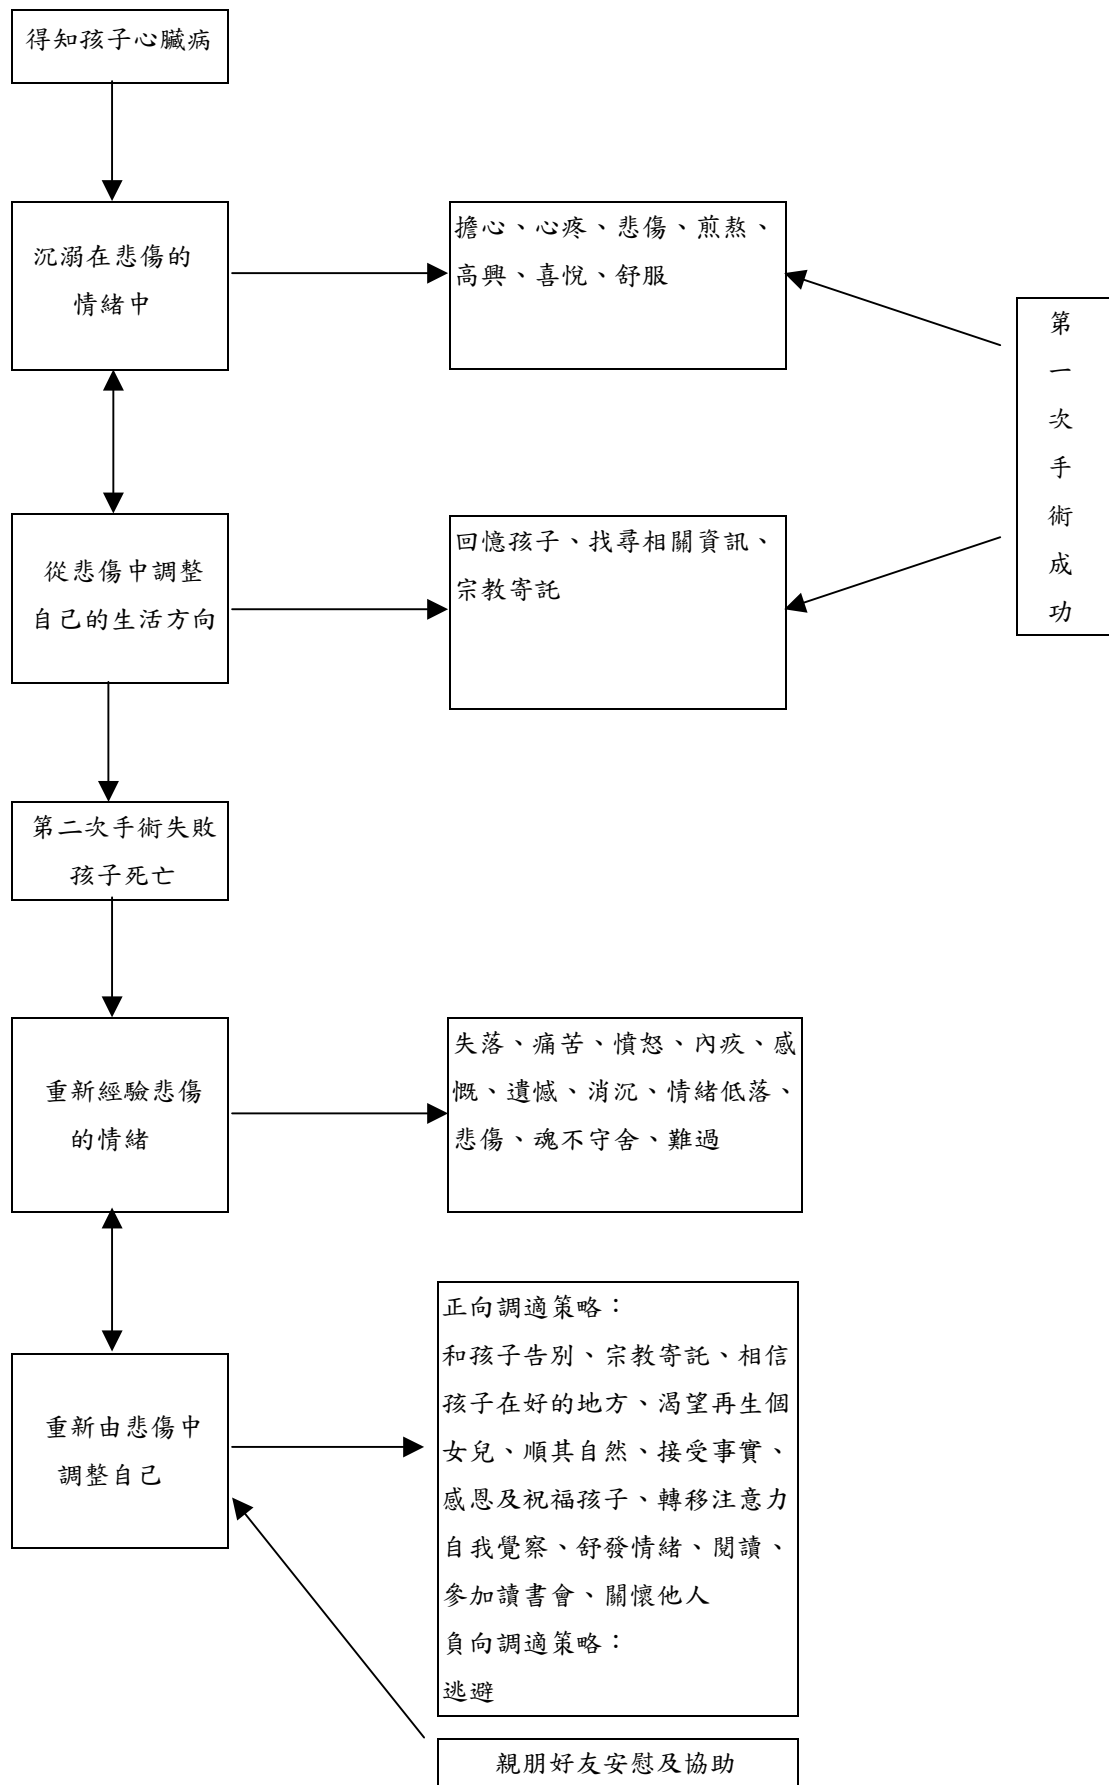 得知孩子心臟病
沉溺在悲傷的
情緒中
擔心、心疼、悲傷、煎熬、
高興、喜悅、舒服
第
一
次
手
術
成
功
從悲傷中調整
自己的生活方向
回憶孩子、找尋相關資訊、
宗教寄託
第二次手術失敗
孩子死亡
重新經驗悲傷
的情緒
失落、痛苦、憤怒、內疚、感
慨、遺憾、消沉、情緒低落、
悲傷、魂不守舍、難過
重新由悲傷中
調整自己
正向調適策略：
和孩子告別、宗教寄託、相信
孩子在好的地方、渴望再生個
女兒、順其自然、接受事實、
感恩及祝福孩子、轉移注意力
自我覺察、舒發情緒、閱讀、
參加讀書會、關懷他人
負向調適策略：
逃避
親朋好友安慰及協助